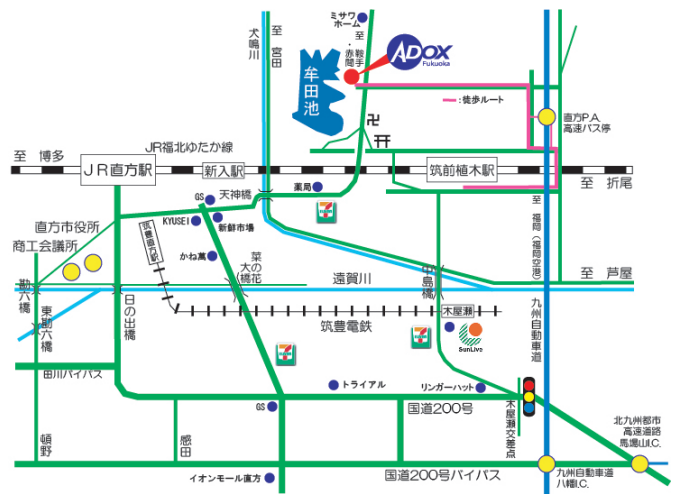 ミサワ
ホーム
至 鞍手
・赤間
ADOX
Fukuoka
犬鳴川
至 宮田
牟田池
:徒歩ルート
直方P.A.
高速バス停
JR福北ゆたか線
至 博多
JR直方駅
新入駅
筑前植木駅
至 折尾
薬局
天神橋
GS
KYUSEI
新鮮市場
直方市役所
商工会議所
筑豊直方駅
かね萬
菜の花
大橋
中島橋
至 福岡(福岡空港)
至 芦屋
遠賀川
勘六橋
東勘六橋
日の出橋
筑豊電鉄
木屋瀬
SunLive
九州自動車道
田川バイパス
トライアル
リンガーハット
国道200号
木屋瀬交差点
GS
頓野
感田
北九州都市
高速道路
馬場山I.C.
イオンモール直方
国道200号バイパス
九州自動車道
八幡I.C.